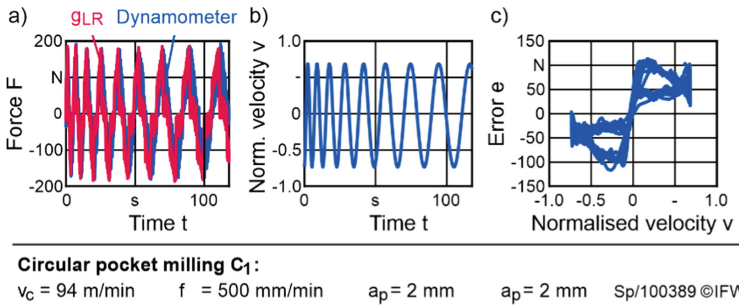 a) gLR Dynamometer b) c)
200
N
0
-100
-200
Force F
0 s 100
Time t
1.0
-
0
-0.5
-1.0
Norm. velocity v
0 s 100
Time t
150
N
50
0
-50
-100
-150
Error e
-1.0 -0.5 0 - 1.0
Normalised velocity v
Circular pocket milling C1:
vc = 94 m/min f = 500 mm/min ap = 2 mm ap = 2 mm Sp/100389 ©IFW